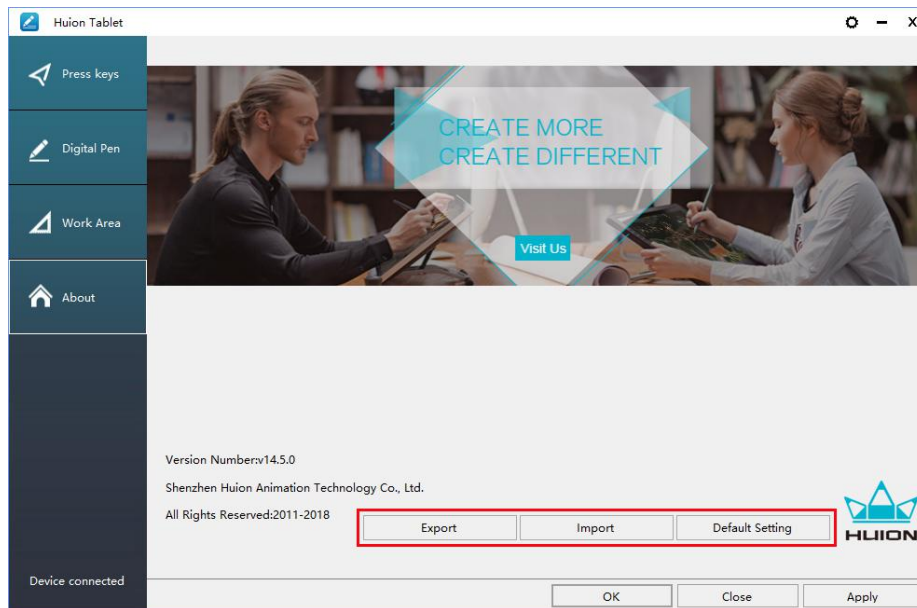 Huion Tablet
Press keys
Digital Pen
Work Area
About
CREATE MORE
CREATE DIFFERENT
Visit Us
Version Number:v14.5.0
Shenzhen Huion Animation Technology Co., Ltd.
All Rights Reserved:2011-2018
Export Import Default Setting
HUION
Device connected
OK Close Apply